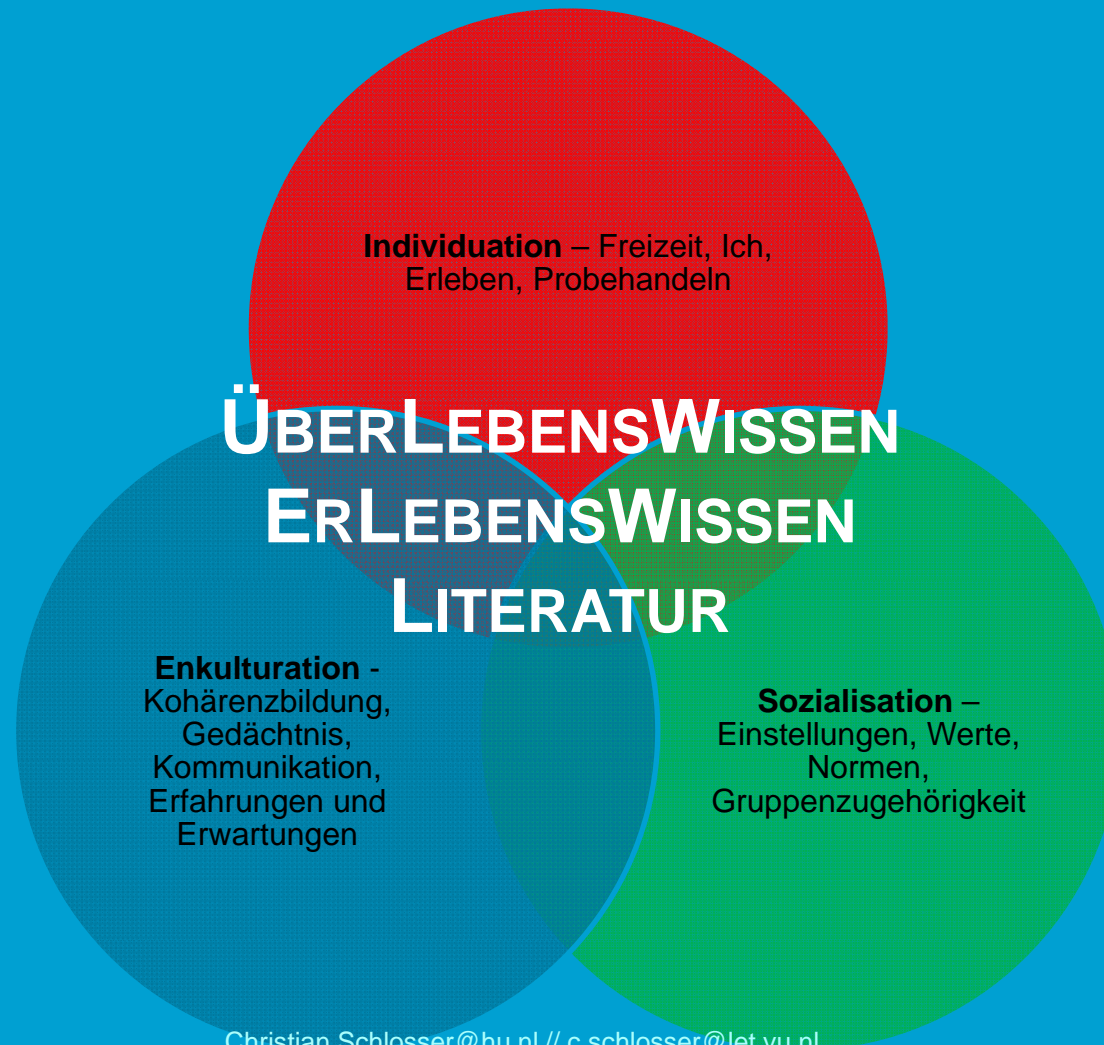 Individuation – Freizeit, Ich,
Erleben, Probehandeln
ÜBERLEBENSWISSEN
ERLEBENSWISSEN
LITERATUR
Enkulturation -
Kohärenzbildung,
Gedächtnis,
Kommunikation,
Erfahrungen und
Erwartungen
Sozialisation –
Einstellungen, Werte,
Normen,
Gruppenzugehörigkeit
Christian.Schlosser@hu.nl // c.schlosser@let.vu.nl